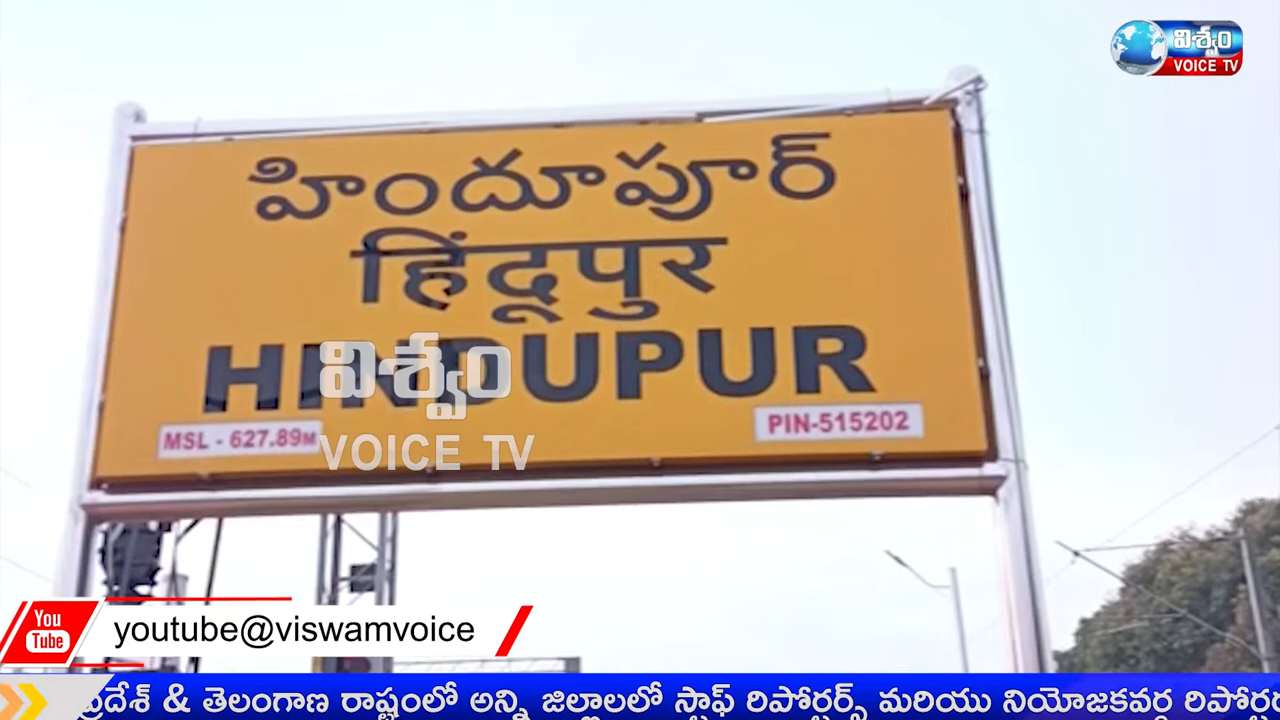 విశ్వం
VOICE TV
హిందూపూర్
हिंदूपुर
HINDUPUR
MSL - 627.89M
PIN-515202
విశ్వం
VOICE TV
You
Tube
youtube@viswamvoice
ప్రదేశ్ & తెలంగాణ రాష్టంలో అన్ని జిల్లాలలో స్టాఫ్ రిపోర్టర్స్ మరియు నియోజకవర్గ